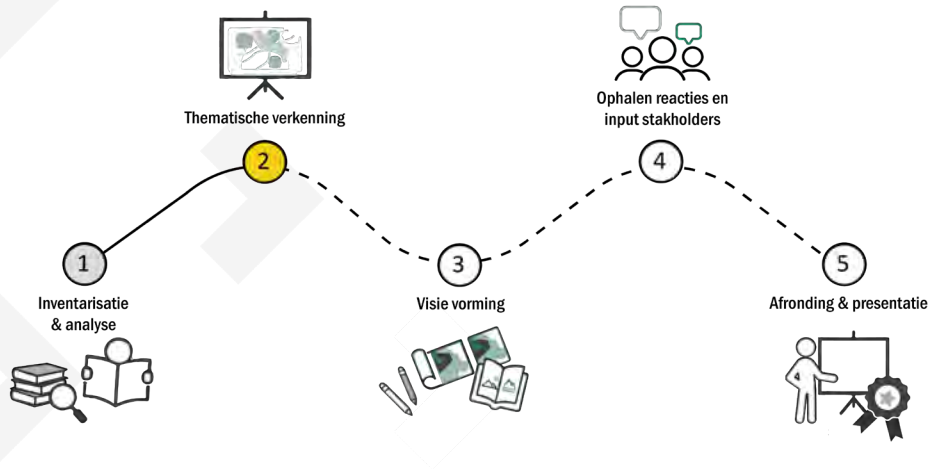 Thematische verkenning
2
Ophalen reacties en
input stakholders
4
1
Inventarisatie
& analyse
3
Visie vorming
5
Afronding & presentatie